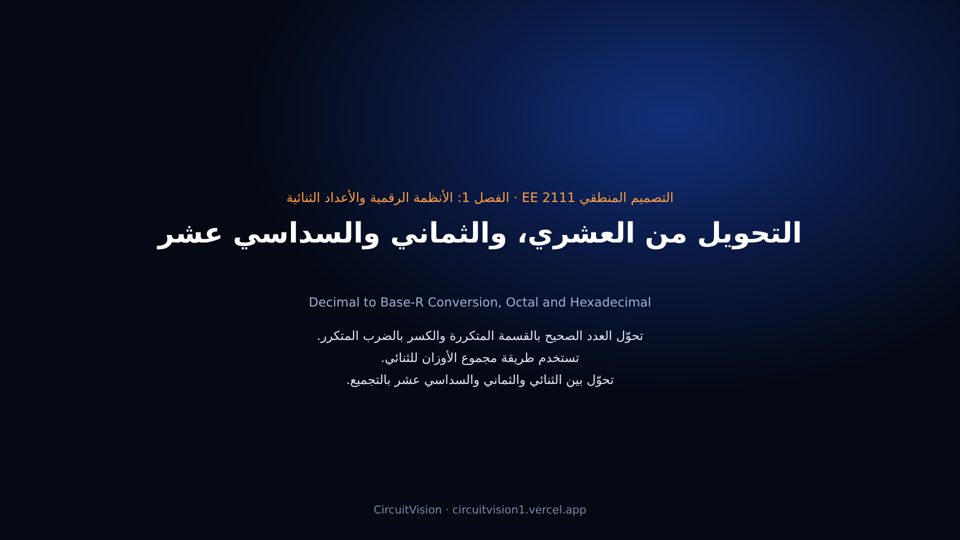 التصميم المنطقي EE 2111 · الفصل 1: الأنظمة الرقمية والأعداد الثنائية
التحويل من العشري، والثماني والسداسي عشر
Decimal to Base-R Conversion, Octal and Hexadecimal
تحوّل العدد الصحيح بالقسمة المتكررة والكسر بالضرب المتكرر.
تستخدم طريقة مجموع الأوزان للثنائي.
تحوّل بين الثنائي والثماني والسداسي عشر بالتجميع.
CircuitVision · circuitvision1.vercel.app